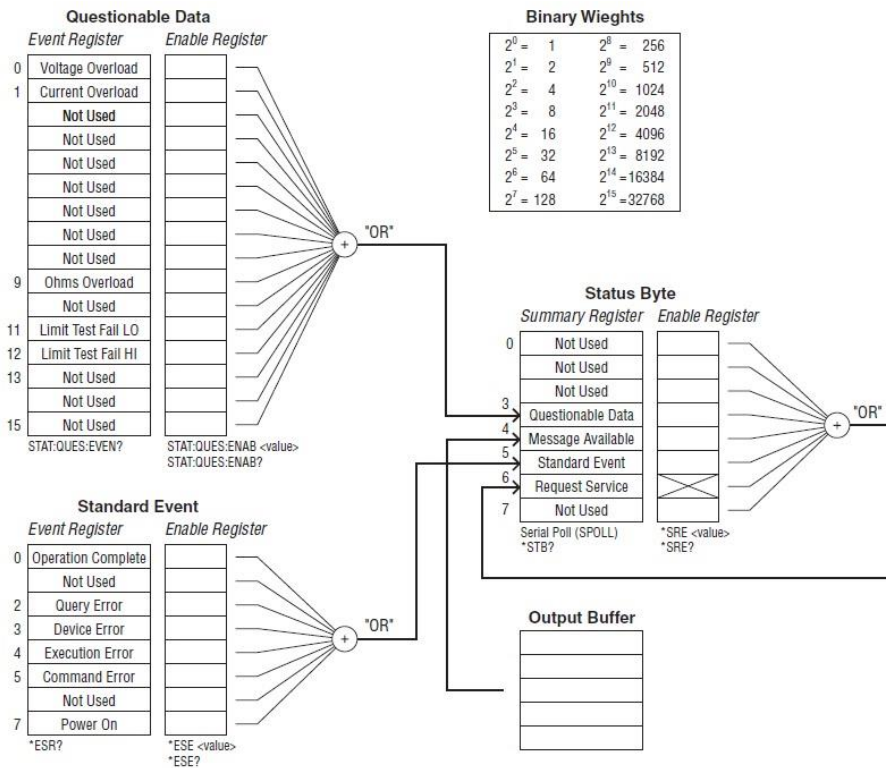 Questionable Data
Event Register Enable Register
0 Voltage Overload
1 Current Overload
Not Used
Not Used
Not Used
Not Used
Not Used
Not Used
Not Used
9 Ohms Overload
Not Used
11 Limit Test Fail LO
12 Limit Test Fail HI
13 Not Used
Not Used
15 Not Used
STAT:QUES:EVEN? STAT:QUES:ENAB <value>
STAT:QUES:ENAB?
+
"OR"
Binary Wieghts
2⁰ = 1 2⁸ = 256
2¹ = 2 2⁹ = 512
2² = 4 2¹⁰ = 1024
2³ = 8 2¹¹ = 2048
2⁴ = 16 2¹² = 4096
2⁵ = 32 2¹³ = 8192
2⁶ = 64 2¹⁴ =16384
2⁷ = 128 2¹⁵ =32768
Status Byte
Summary Register Enable Register
0 Not Used
Not Used
Not Used
3 Questionable Data
4 Message Available
5 Standard Event
6 Request Service
7 Not Used
Serial Poll (SPOLL) *SRE <value>
*STB? *SRE?
+
"OR"
Standard Event
Event Register Enable Register
0 Operation Complete
Not Used
2 Query Error
3 Device Error
4 Execution Error
5 Command Error
Not Used
7 Power On
*ESR? *ESE <value>
*ESE?
+
"OR"
Output Buffer